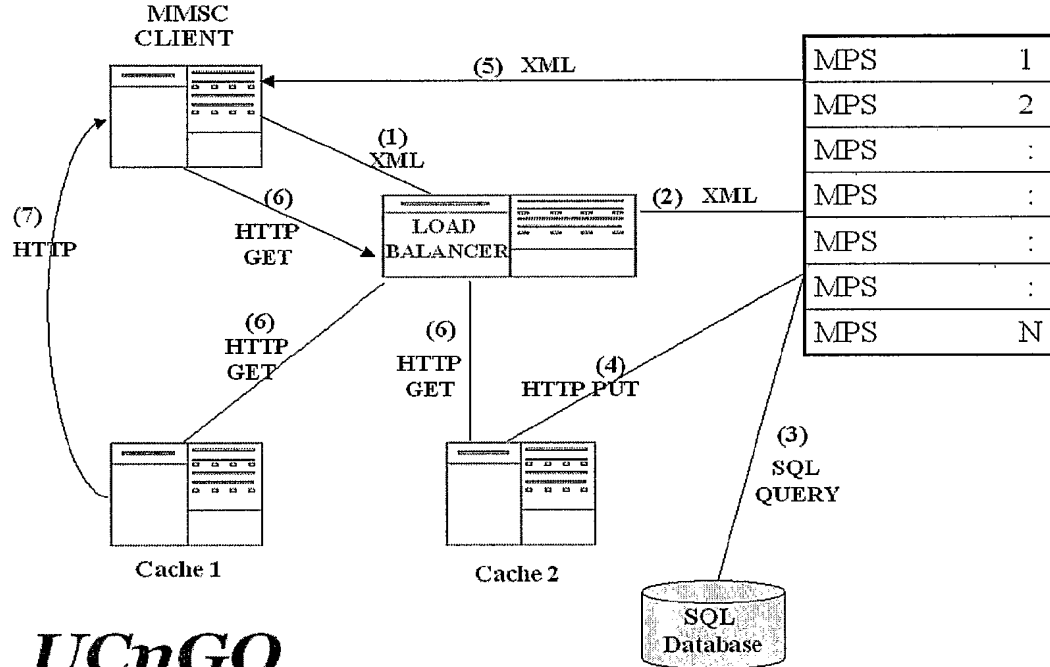 MMSC
CLIENT
(5) XML
MPS 1
MPS 2
MPS :
MPS :
MPS :
MPS :
MPS N
(1)
XML
(2) XML
(6)
HTTP
GET
LOAD
BALANCER
(7)
HTTP
(6)
HTTP
GET
(6)
HTTP
GET
(4)
HTTP PUT
(3)
SQL
QUERY
Cache 1
Cache 2
SQL
Database
UCnGO